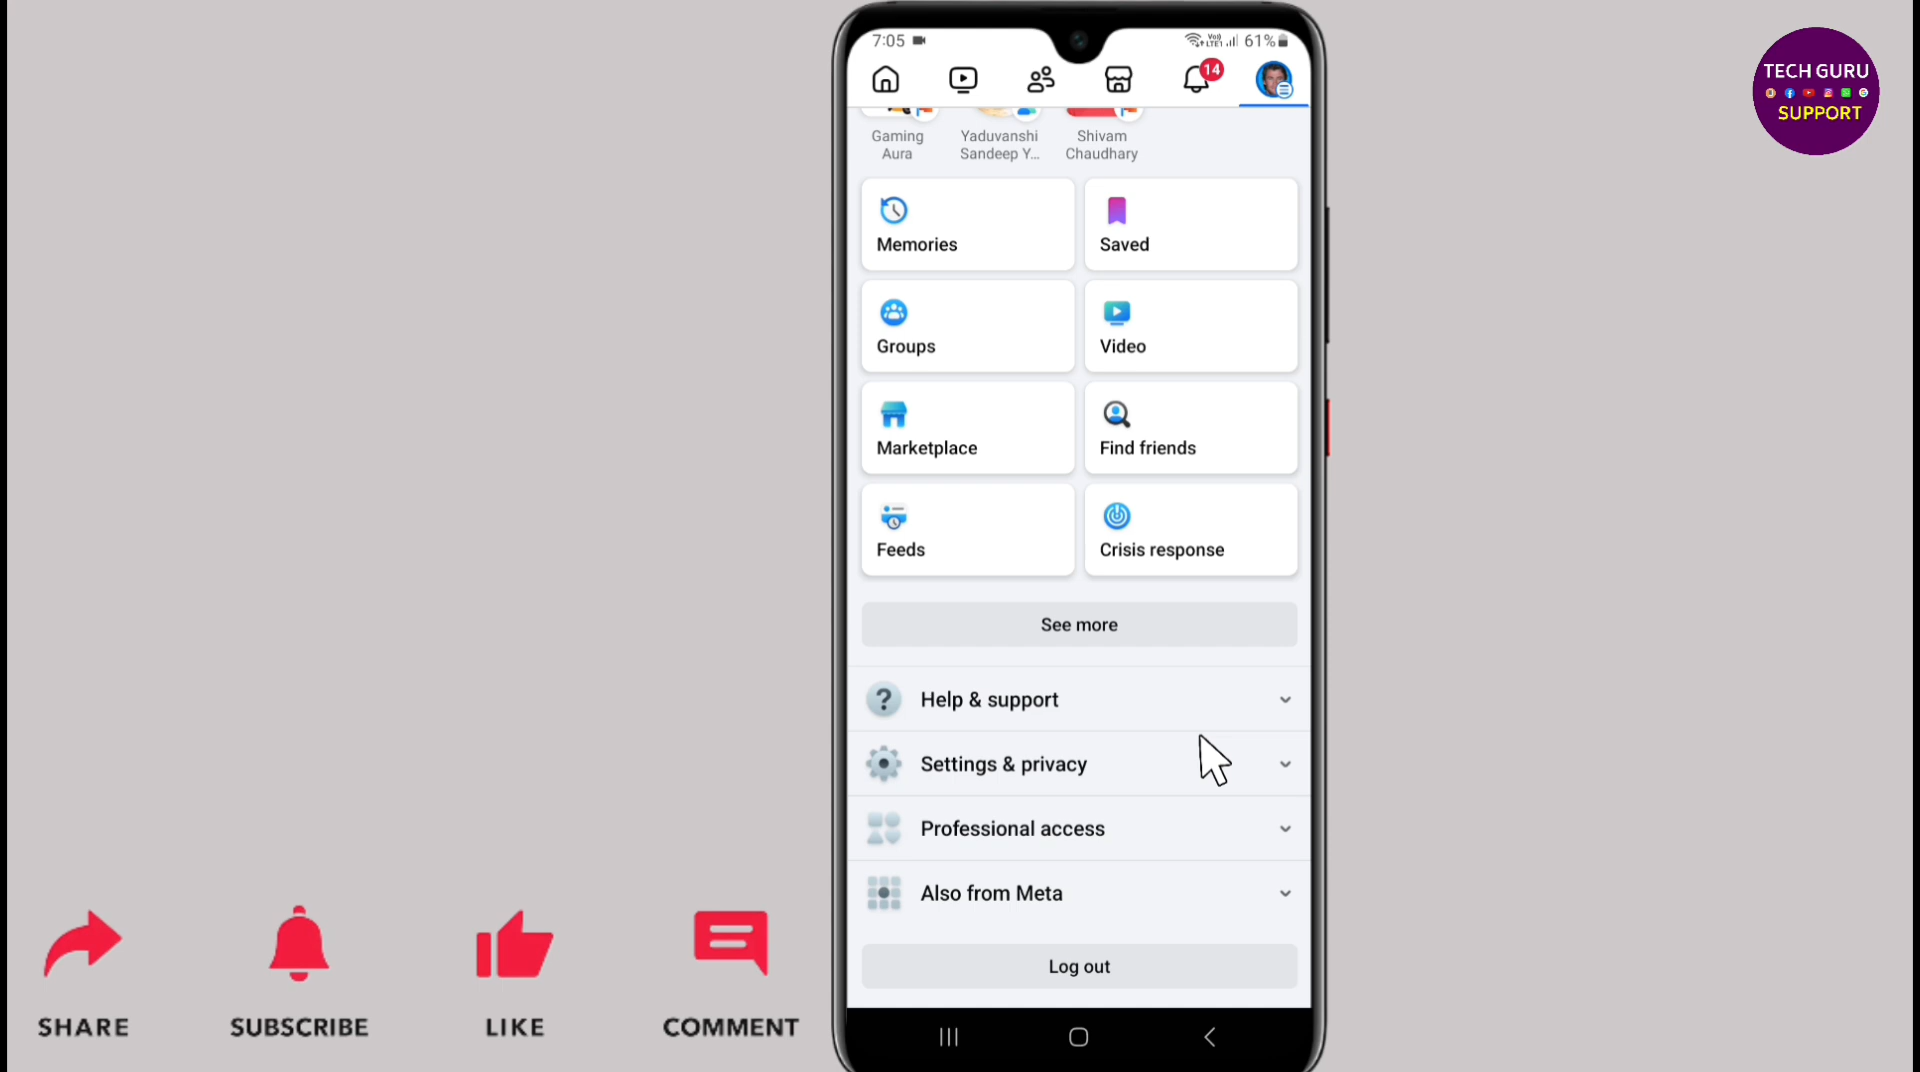 7:05
61%
14
TECH GURU
SUPPORT
Gaming
Aura
Yaduvanshi
Sandeep Y...
Shivam
Chaudhary
Memories
Saved
Groups
Video
Marketplace
Find friends
Feeds
Crisis response
See more
Help & support
Settings & privacy
Professional access
Also from Meta
Log out
SHARE
SUBSCRIBE
LIKE
COMMENT